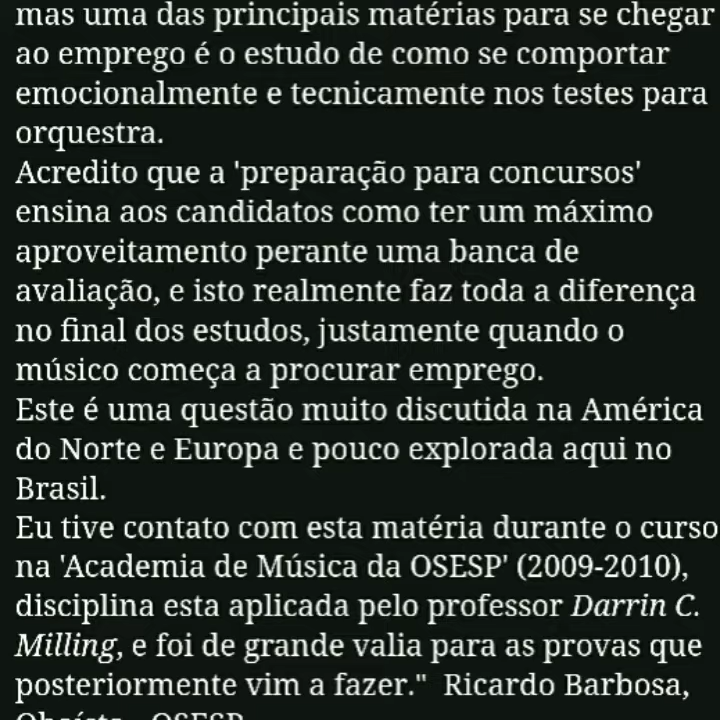 mas uma das principais matérias para se chegar
ao emprego é o estudo de como se comportar
emocionalmente e tecnicamente nos testes para
orquestra.
Acredito que a 'preparação para concursos'
ensina aos candidatos como ter um máximo
aproveitamento perante uma banca de
avaliação, e isto realmente faz toda a diferença
no final dos estudos, justamente quando o
músico começa a procurar emprego.
Este é uma questão muito discutida na América
do Norte e Europa e pouco explorada aqui no
Brasil.
Eu tive contato com esta matéria durante o curso
na 'Academia de Música da OSESP' (2009-2010),
disciplina esta aplicada pelo professor Darrin C.
Milling, e foi de grande valia para as provas que
posteriormente vim a fazer."  Ricardo Barbosa,